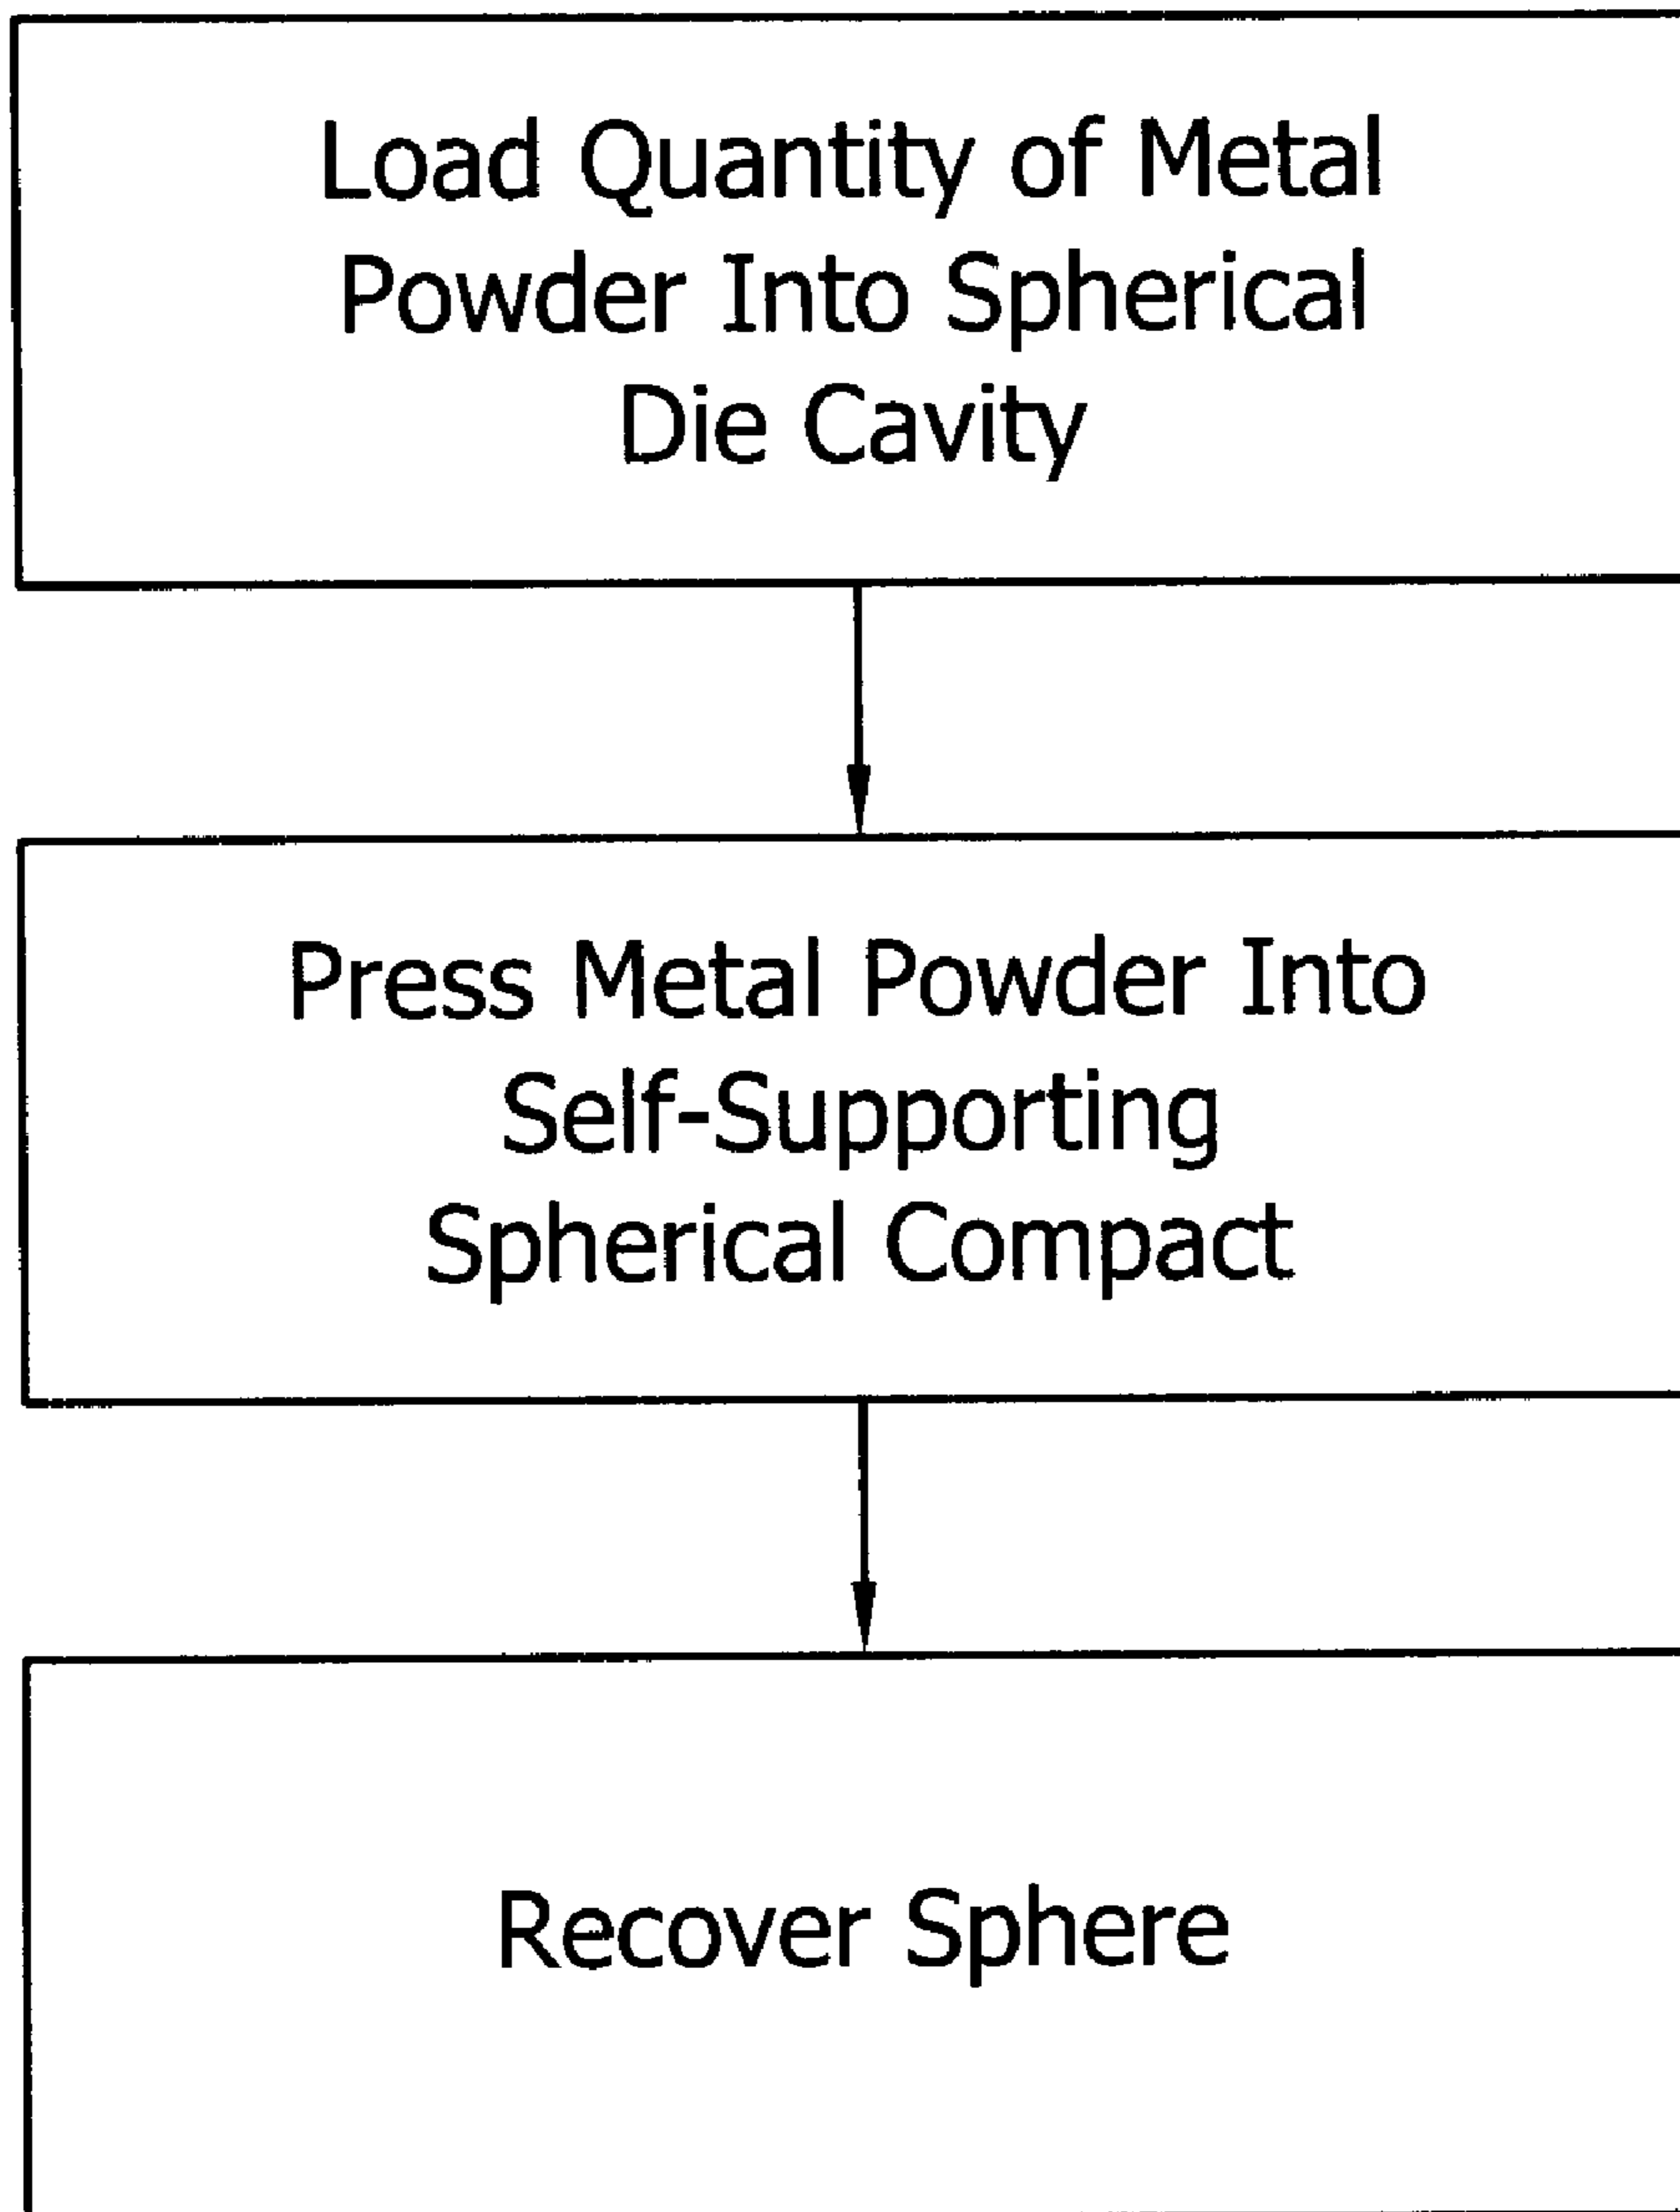 Load Quantity of Metal
Powder Into Spherical
Die Cavity
Press Metal Powder Into
Self-Supporting
Spherical Compact
Recover Sphere